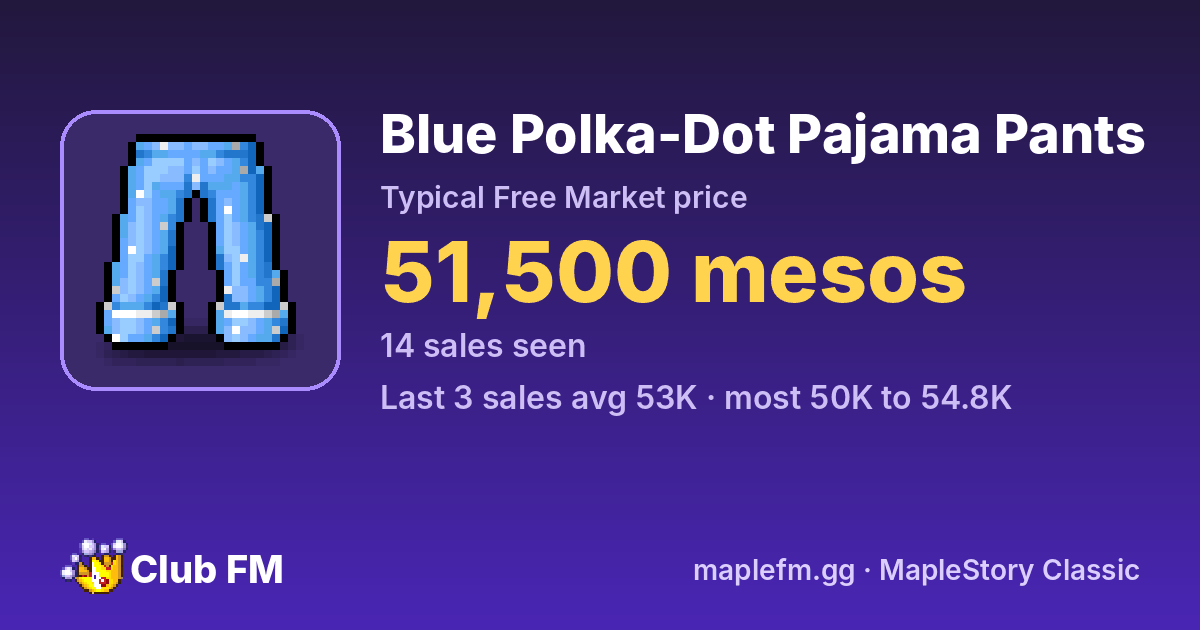 Blue Polka-Dot Pajama Pants
Typical Free Market price
51,500 mesos
14 sales seen
Last 3 sales avg 53K · most 50K to 54.8K
Club FM
maplefm.gg · MapleStory Classic